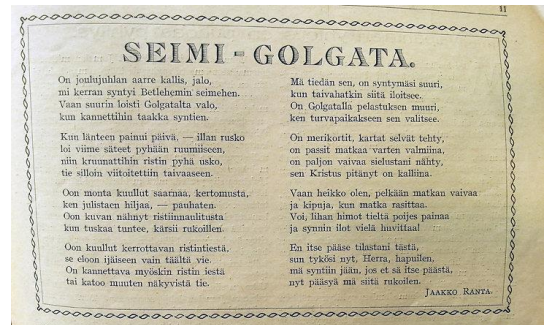 11
SEIMI-GOLGATA.
On joulujuhlan aarre kallis, jalo,
mi kerran syntyi Betlehemin seimehen.
Vaan suurin loisti Golgatalta valo,
kun kannettihin taakka syntien.
Kun länteen painui päivä, — illan rusko
loi viime säteet pyhään ruumiiseen,
niin kruunattihin ristin pyhä usko,
tie silloin viitoitettiin taivaaseen.
Oon monta kuullut saarnaa, kertomusta,
ken julistaen hiljaa, — pauhaten.
Oon kuvan nähnyt ristiinnaulitusta
kun tuskaa tuntee, kärsii rukoillen.
Oon kuullut kerrottavan ristintiestä,
se eloon ijäiseen vain täältä vie.
On kannettava myöskin ristin iestä
tai katoo muuten näkyvistä tie.
Mä tiedän sen, on syntymäsi suuri,
kun taivahatkin siitä iloitsee.
On Golgatalla pelastuksen muuri,
ken turvapaikakseen sen valitsee.
On merikortit, kartat selvät tehty,
on passit matkaa varten valmiina,
on paljon vaivaa sielustani nähty,
sen Kristus pitänyt on kalliina.
Vaan heikko olen, pelkään matkan vaivaa
ja kipuja, kun matka rasittaa.
Voi, lihan himot tieltä poijes painaa
ja synnin ilot vielä huvittaa!
En itse pääse tilastani tästä,
sun tykösi nyt, Herra, hapuilen,
mä syntiin jään, jos et sä itse päästä,
nyt pääsyä mä siitä rukoilen.
JAAKKO RANTA.